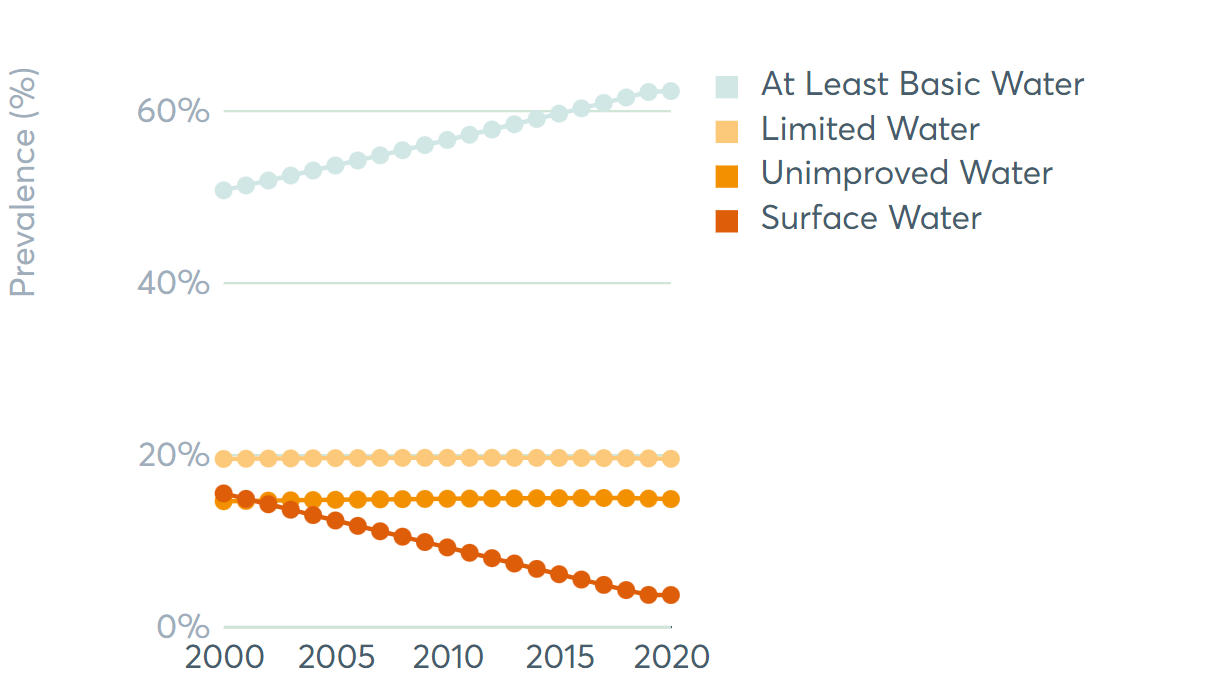 Prevalence (%)
60%
40%
20%
0%
2000 2005 2010 2015 2020
At Least Basic Water
Limited Water
Unimproved Water
Surface Water